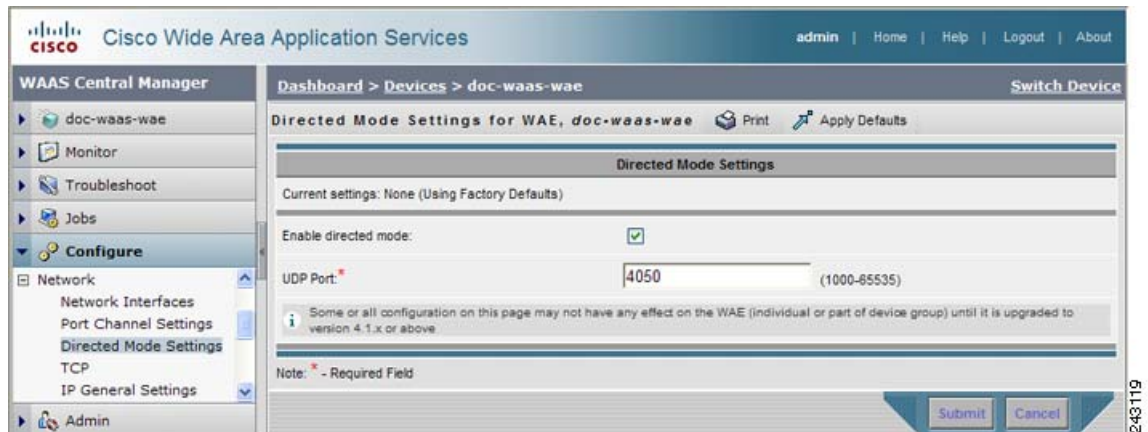 CISCO
Cisco Wide Area Application Services
admin | Home | Help | Logout | About
WAAS Central Manager
doc-waas-wae
Monitor
Troubleshoot
Jobs
Configure
Network
Network Interfaces
Port Channel Settings
Directed Mode Settings
TCP
IP General Settings
Admin
Dashboard > Devices > doc-waas-wae
Switch Device
Directed Mode Settings for WAE, doc-waas-wae
Print
Apply Defaults
Directed Mode Settings
Current settings: None (Using Factory Defaults)
Enable directed mode:
UDP Port:* 4050 (1000-65535)
Some or all configuration on this page may not have any effect on the WAE (individual or part of device group) until it is upgraded to
version 4.1.x or above
Note: * - Required Field
Submit Cancel
243119